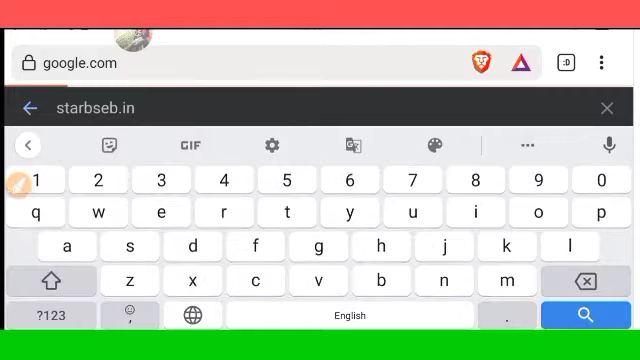 google.com
:D
starbseb.in
GIF
1 2 3 4 5 6 7 8 9 0
q w e r t y u i o p
a s d f g h j k l
z x c v b n m
?123 , English .